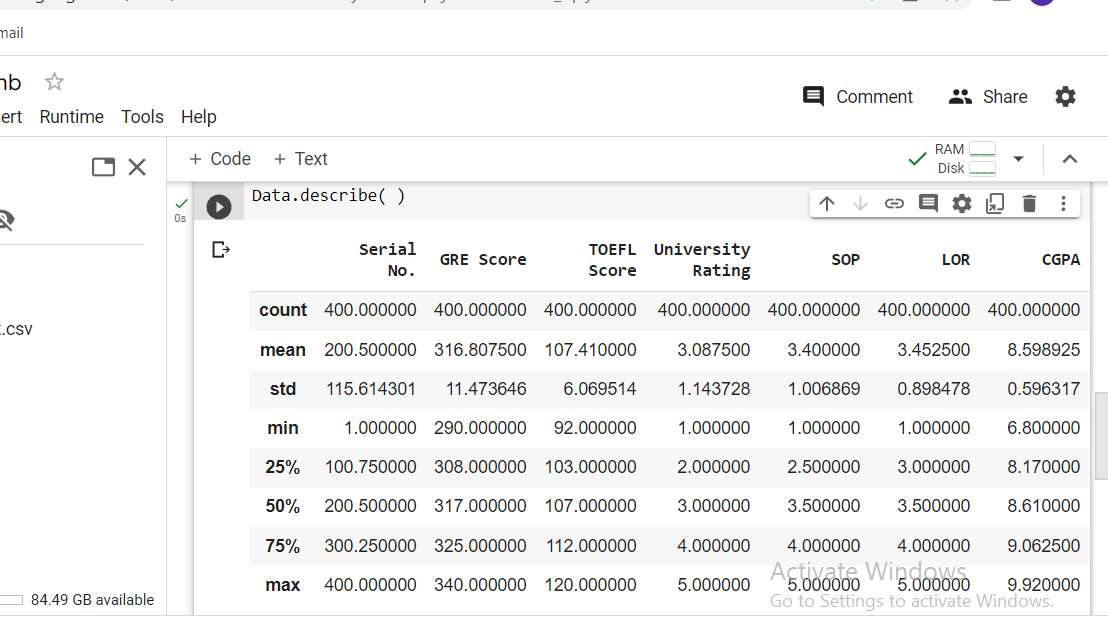 mail
nb
ert Runtime Tools Help
Comment Share
+ Code + Text
RAM
Disk
0s
Data.describe( )
Serial No. GRE Score TOEFL Score University Rating SOP LOR CGPA
count 400.000000 400.000000 400.000000 400.000000 400.000000 400.000000 400.000000
mean 200.500000 316.807500 107.410000 3.087500 3.400000 3.452500 8.598925
std 115.614301 11.473646 6.069514 1.143728 1.006869 0.898478 0.596317
min 1.000000 290.000000 92.000000 1.000000 1.000000 1.000000 6.800000
25% 100.750000 308.000000 103.000000 2.000000 2.500000 3.000000 8.170000
50% 200.500000 317.000000 107.000000 3.000000 3.500000 3.500000 8.610000
75% 300.250000 325.000000 112.000000 4.000000 4.000000 4.000000 9.062500
max 400.000000 340.000000 120.000000 5.000000 5.000000 5.000000 9.920000
.csv
84.49 GB available
Activate Windows
Go to Settings to activate Windows.